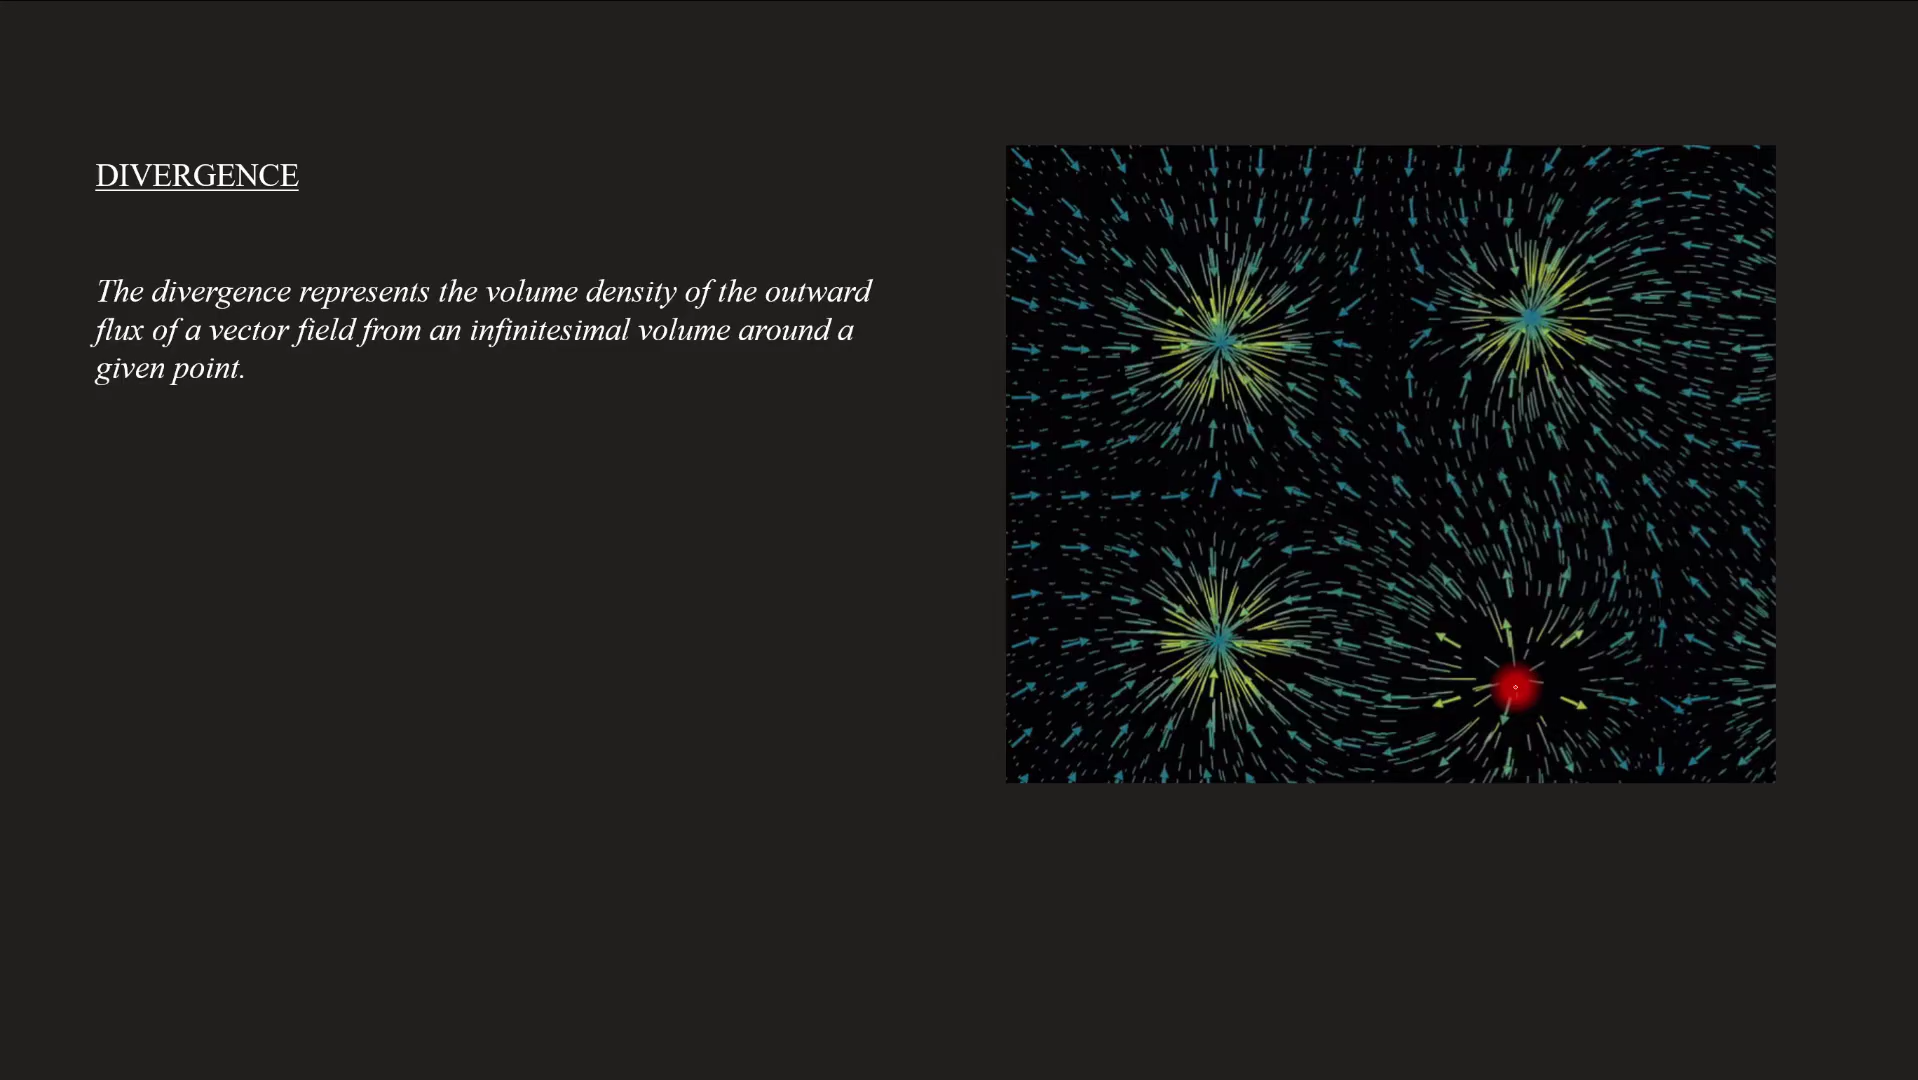 DIVERGENCE
The divergence represents the volume density of the outward
flux of a vector field from an infinitesimal volume around a
given point.